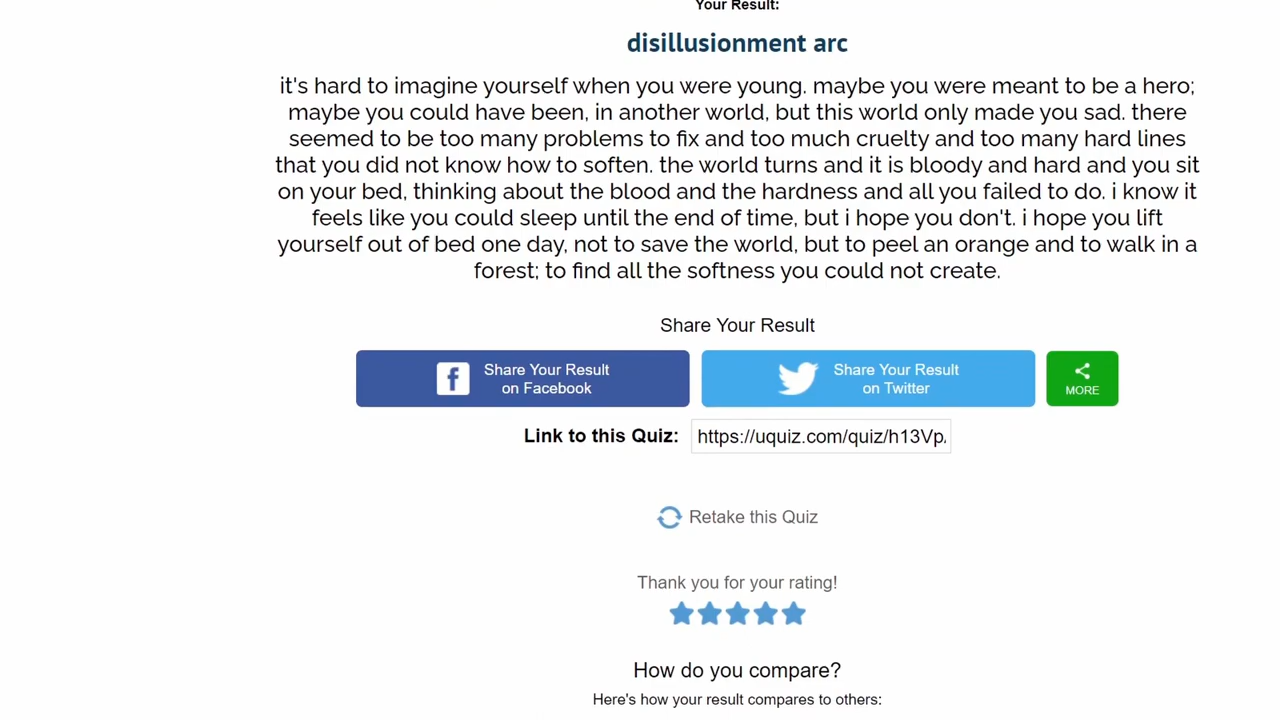 Your Result:
disillusionment arc
it's hard to imagine yourself when you were young. maybe you were meant to be a hero;
maybe you could have been, in another world, but this world only made you sad. there
seemed to be too many problems to fix and too much cruelty and too many hard lines
that you did not know how to soften. the world turns and it is bloody and hard and you sit
on your bed, thinking about the blood and the hardness and all you failed to do. i know it
feels like you could sleep until the end of time, but i hope you don't. i hope you lift
yourself out of bed one day, not to save the world, but to peel an orange and to walk in a
forest; to find all the softness you could not create.
Share Your Result
Share Your Result
on Facebook
Share Your Result
on Twitter
MORE
Link to this Quiz: https://uquiz.com/quiz/h13Vp
Retake this Quiz
Thank you for your rating!
How do you compare?
Here's how your result compares to others: